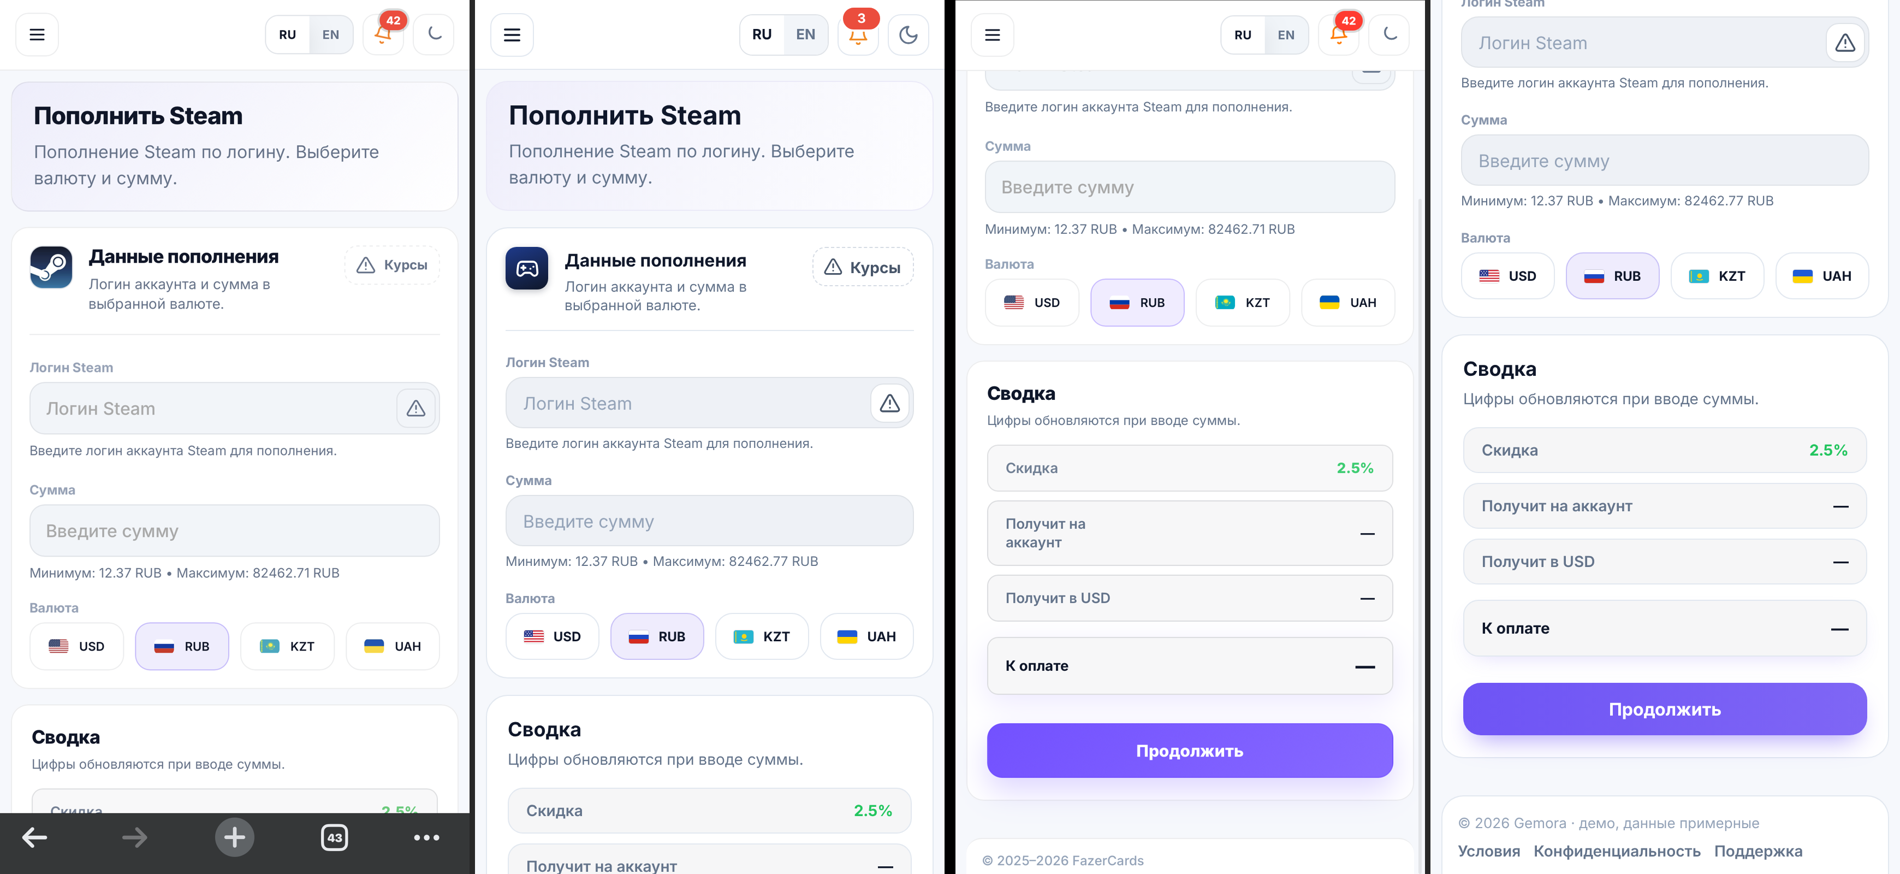 RU EN 42
Пополнить Steam
Пополнение Steam по логину. Выберите
валюту и сумму.
Данные пополнения
Логин аккаунта и сумма в
выбранной валюте.
Курсы
Логин Steam
Логин Steam
Введите логин аккаунта Steam для пополнения.
Сумма
Введите сумму
Минимум: 12.37 RUB • Максимум: 82462.71 RUB
Валюта
USD RUB KZT UAH
Сводка
Цифры обновляются при вводе суммы.
Скидка 2.5%
43
RU EN 3
Пополнить Steam
Пополнение Steam по логину. Выберите
валюту и сумму.
Данные пополнения
Логин аккаунта и сумма в
выбранной валюте.
Курсы
Логин Steam
Логин Steam
Введите логин аккаунта Steam для пополнения.
Сумма
Введите сумму
Минимум: 12.37 RUB • Максимум: 82462.77 RUB
Валюта
USD RUB KZT UAH
Сводка
Цифры обновляются при вводе суммы.
Скидка 2.5%
Получит на аккаунт —
RU EN 42
Введите логин аккаунта Steam для пополнения.
Сумма
Введите сумму
Минимум: 12.37 RUB • Максимум: 82462.71 RUB
Валюта
USD RUB KZT UAH
Сводка
Цифры обновляются при вводе суммы.
Скидка 2.5%
Получит на
аккаунт —
Получит в USD —
К оплате —
Продолжить
© 2025–2026 FazerCards
Логин Steam
Логин Steam
Введите логин аккаунта Steam для пополнения.
Сумма
Введите сумму
Минимум: 12.37 RUB • Максимум: 82462.77 RUB
Валюта
USD RUB KZT UAH
Сводка
Цифры обновляются при вводе суммы.
Скидка 2.5%
Получит на аккаунт —
Получит в USD —
К оплате —
Продолжить
© 2026 Gemora · демо, данные примерные
Условия Конфиденциальность Поддержка